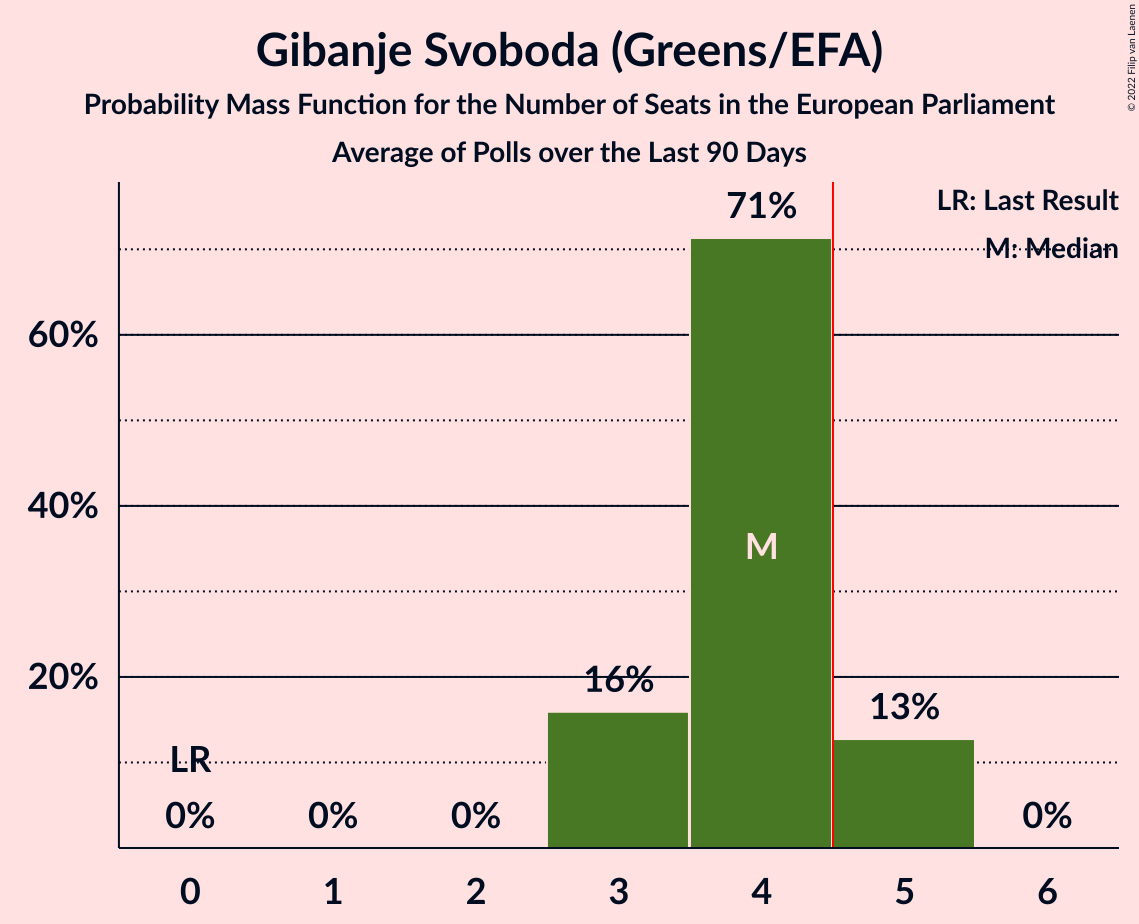 Gibanje Svoboda (Greens/EFA)
Probability Mass Function for the Number of Seats in the European Parliament
Average of Polls over the Last 90 Days
© 2022 Filip van Laenen
LR: Last Result
M: Median
71%
60%
40%
M
20%
16%
13%
LR
0%
0%
0%
0%
0
1
2
3
4
5
6